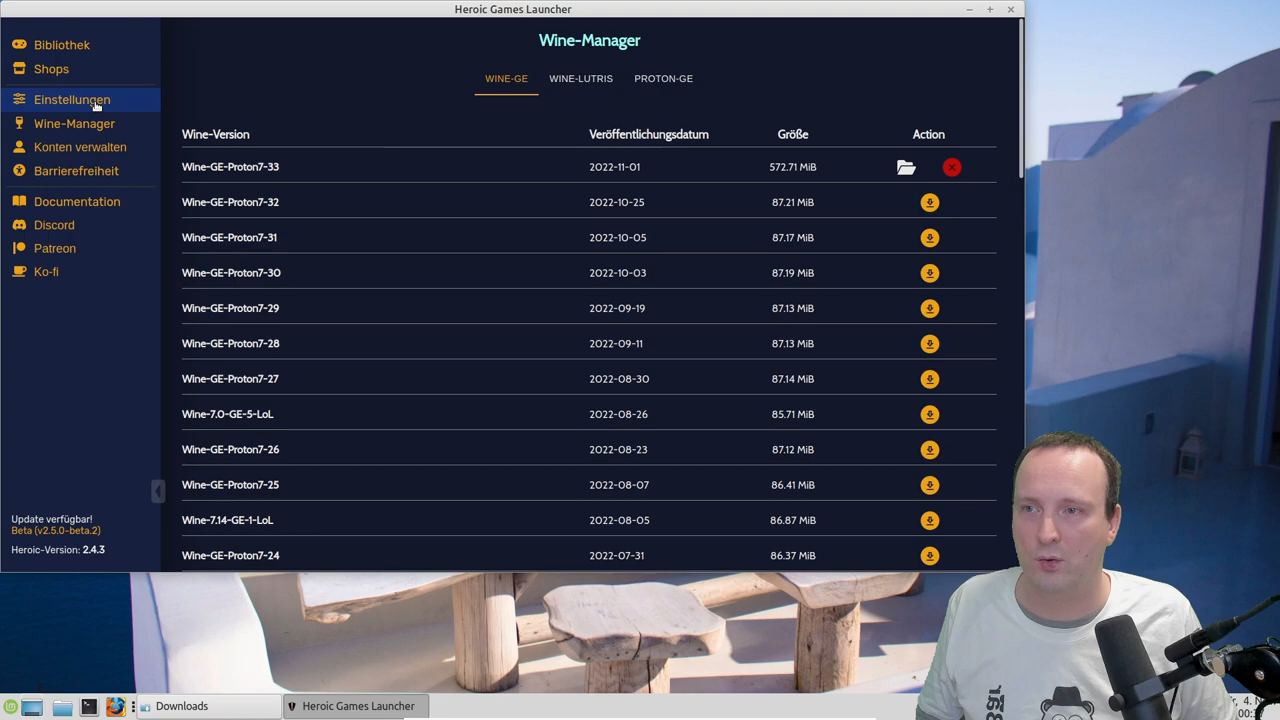 Heroic Games Launcher
Bibliothek
Shops
Einstellungen
Wine-Manager
Konten verwalten
Barrierefreiheit
Documentation
Discord
Patreon
Ko-fi
Update verfügbar!
Beta (v2.5.0-beta.2)
Heroic-Version: 2.4.3
Wine-Manager
WINE-GE WINE-LUTRIS PROTON-GE
Wine-Version Veröffentlichungsdatum Größe Action
Wine-GE-Proton7-33 2022-11-01 572.71 MiB
Wine-GE-Proton7-32 2022-10-25 87.21 MiB
Wine-GE-Proton7-31 2022-10-05 87.17 MiB
Wine-GE-Proton7-30 2022-10-03 87.19 MiB
Wine-GE-Proton7-29 2022-09-19 87.13 MiB
Wine-GE-Proton7-28 2022-09-11 87.13 MiB
Wine-GE-Proton7-27 2022-08-30 87.14 MiB
Wine-7.0-GE-5-LoL 2022-08-26 85.71 MiB
Wine-GE-Proton7-26 2022-08-23 87.12 MiB
Wine-GE-Proton7-25 2022-08-07 86.41 MiB
Wine-7.14-GE-1-LoL 2022-08-05 86.87 MiB
Wine-GE-Proton7-24 2022-07-31 86.37 MiB
Downloads
Heroic Games Launcher